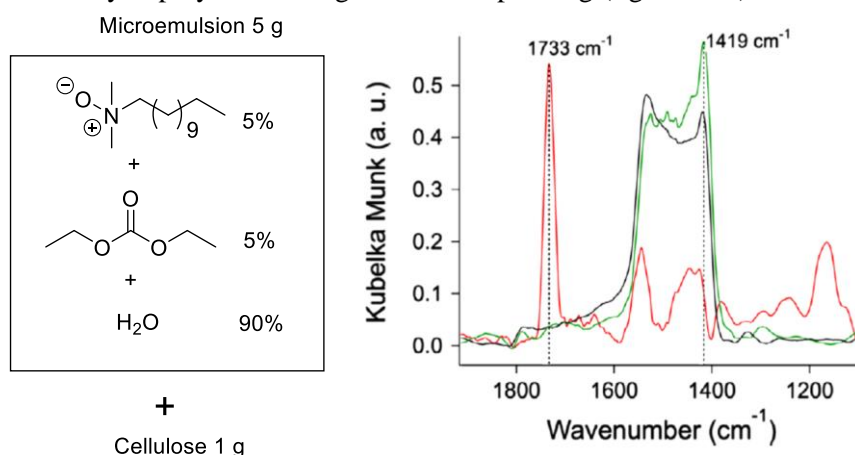 Microemulsion 5 g
⊖
O
N
⊕
9
5%
+
O
O
O
5%
+
H₂O
90%
+
Cellulose 1 g
1733 cm⁻¹
1419 cm⁻¹
0.5
0.4
0.3
0.2
0.1
0.0
Kubelka Munk (a. u.)
1800
1600
1400
1200
Wavenumber (cm⁻¹)